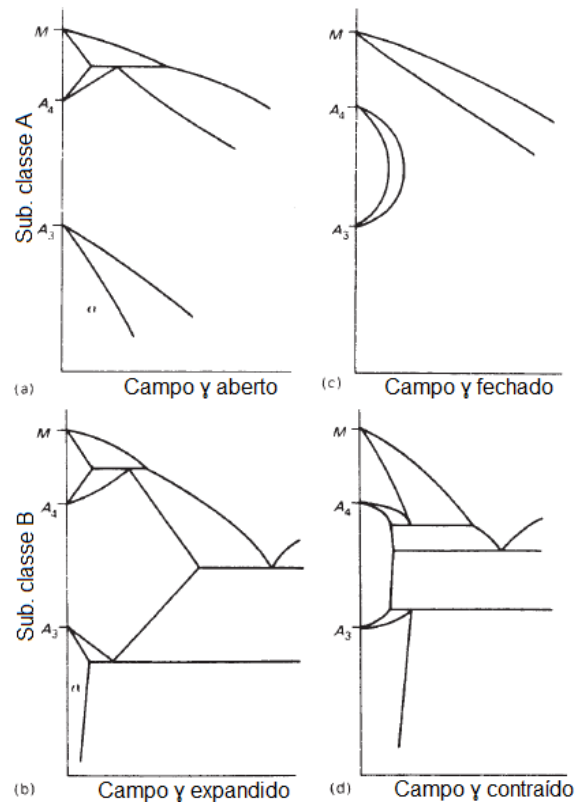 M
A4
Sub. classe A
A3
α
(a)
Campo ɣ aberto
M
A4
A3
(c)
Campo ɣ fechado
M
A4
Sub. classe B
A3
α
(b)
Campo ɣ expandido
M
A4
A3
(d)
Campo ɣ contraído